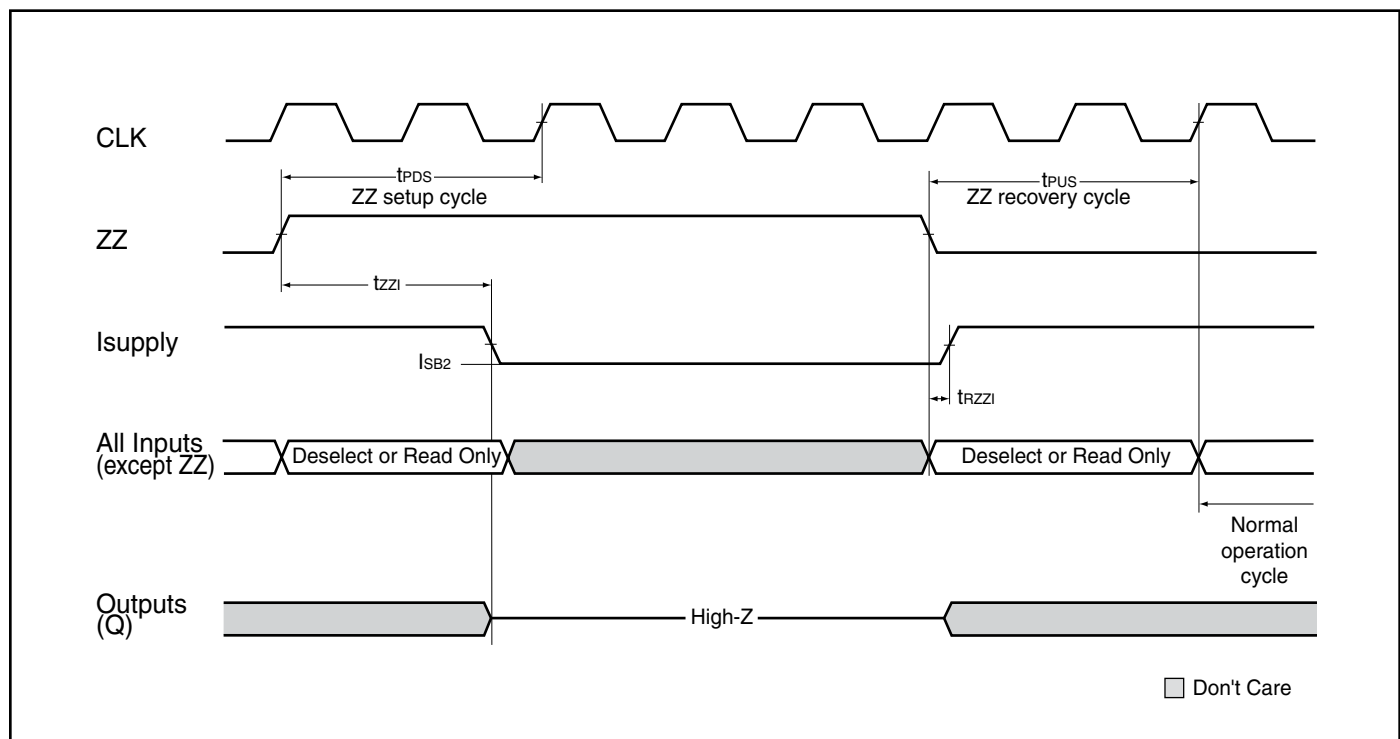 CLK
tPDS
ZZ setup cycle
tPUS
ZZ recovery cycle
ZZ
tZZI
Isupply
ISB2
tRZZI
All Inputs
(except ZZ)
Deselect or Read Only
Deselect or Read Only
Normal
operation
cycle
Outputs
(Q)
High-Z
Don't Care